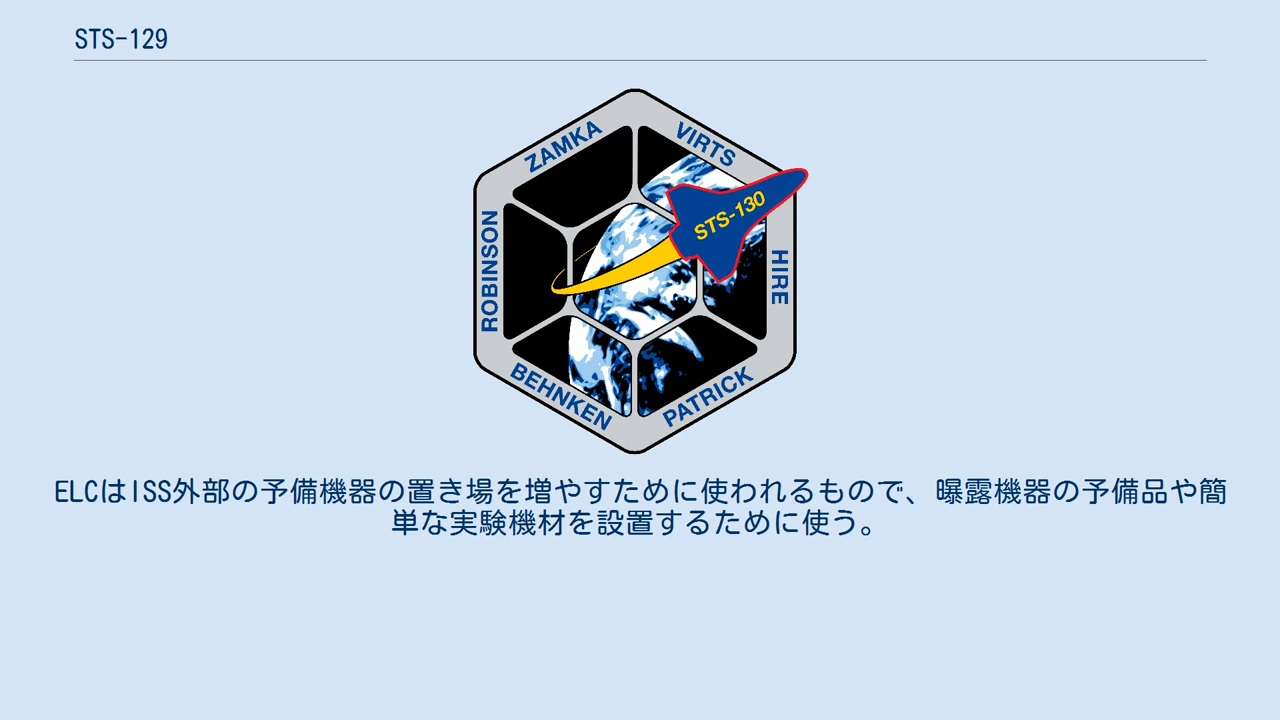 STS-129
ZAMKA
VIRTS
STS-130
ROBINSON
HIRE
BEHNKEN
PATRICK
ELCはISS外部の予備機器の置き場を増やすために使われるもので、曝露機器の予備品や簡
単な実験機材を設置するために使う。